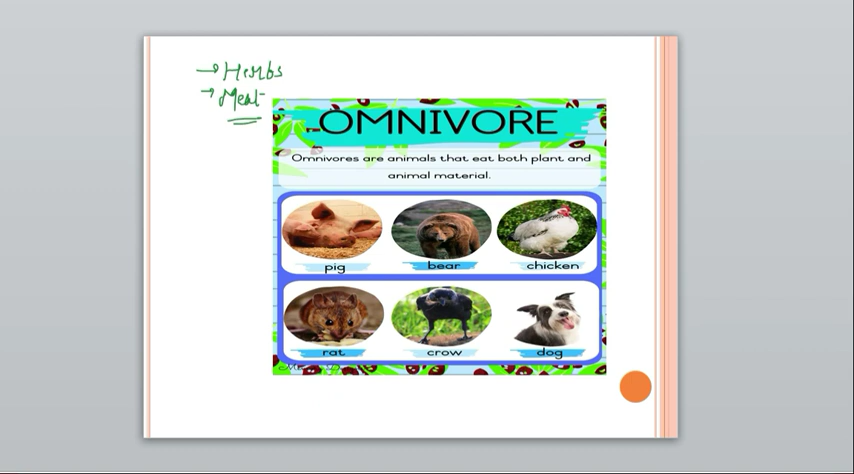 → Herbs
→ Meat
OMNIVORE
Omnivores are animals that eat both plant and
animal material.
pig bear chicken
rat crow dog